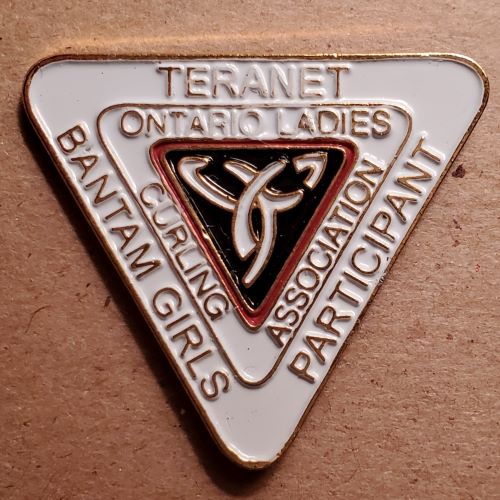 TERANET
ONTARIO LADIES
CURLING
ASSOCIATION
BANTAM GIRLS
PARTICIPANT